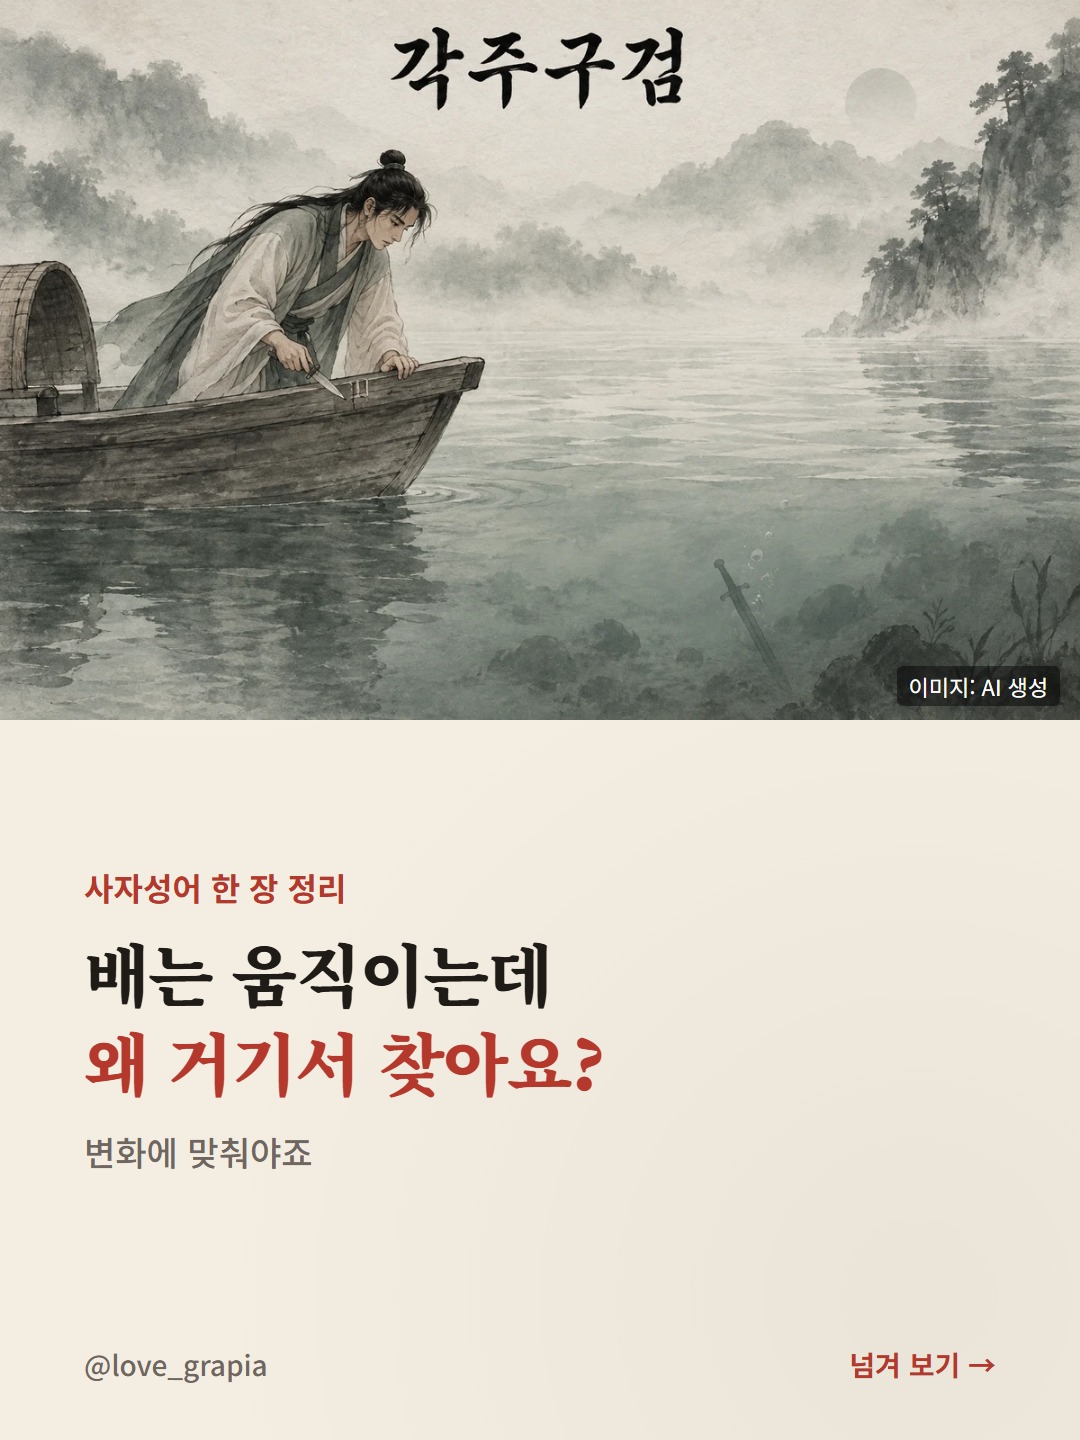 각주구검
이미지: AI 생성
사자성어 한 장 정리
배는 움직이는데
왜 거기서 찾아요?
변화에 맞춰야죠
@love_grapia
넘겨 보기 →